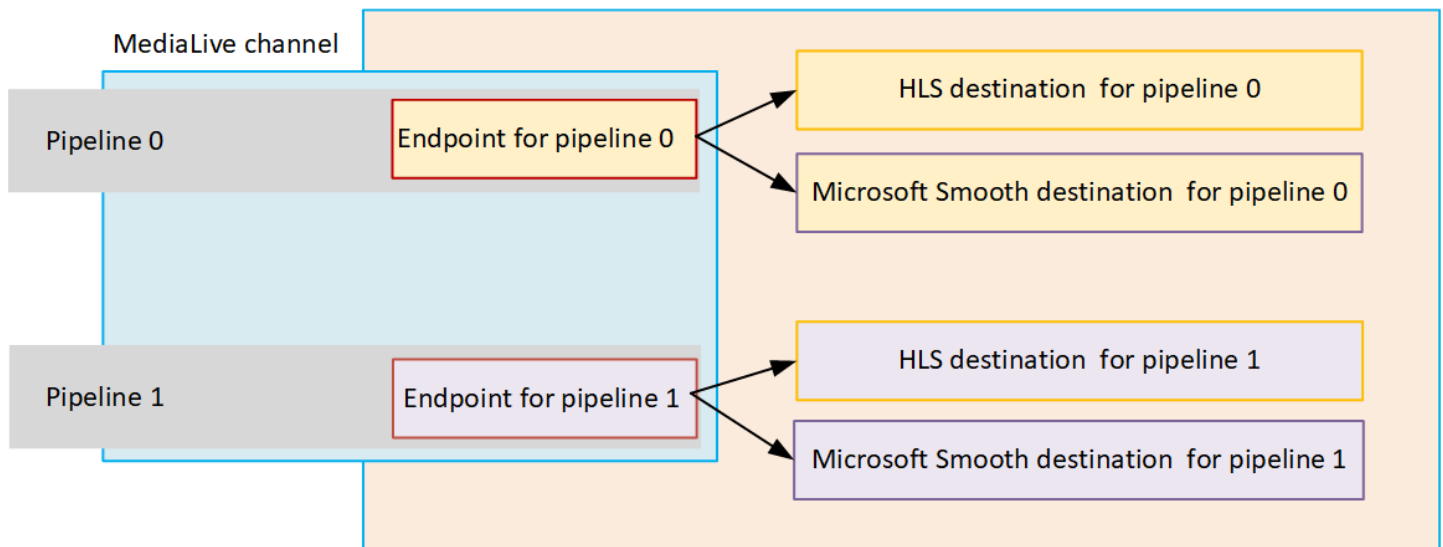 MediaLive channel
Pipeline 0
Endpoint for pipeline 0
HLS destination  for pipeline 0
Microsoft Smooth destination  for pipeline 0
Pipeline 1
Endpoint for pipeline 1
HLS destination  for pipeline 1
Microsoft Smooth destination  for pipeline 1